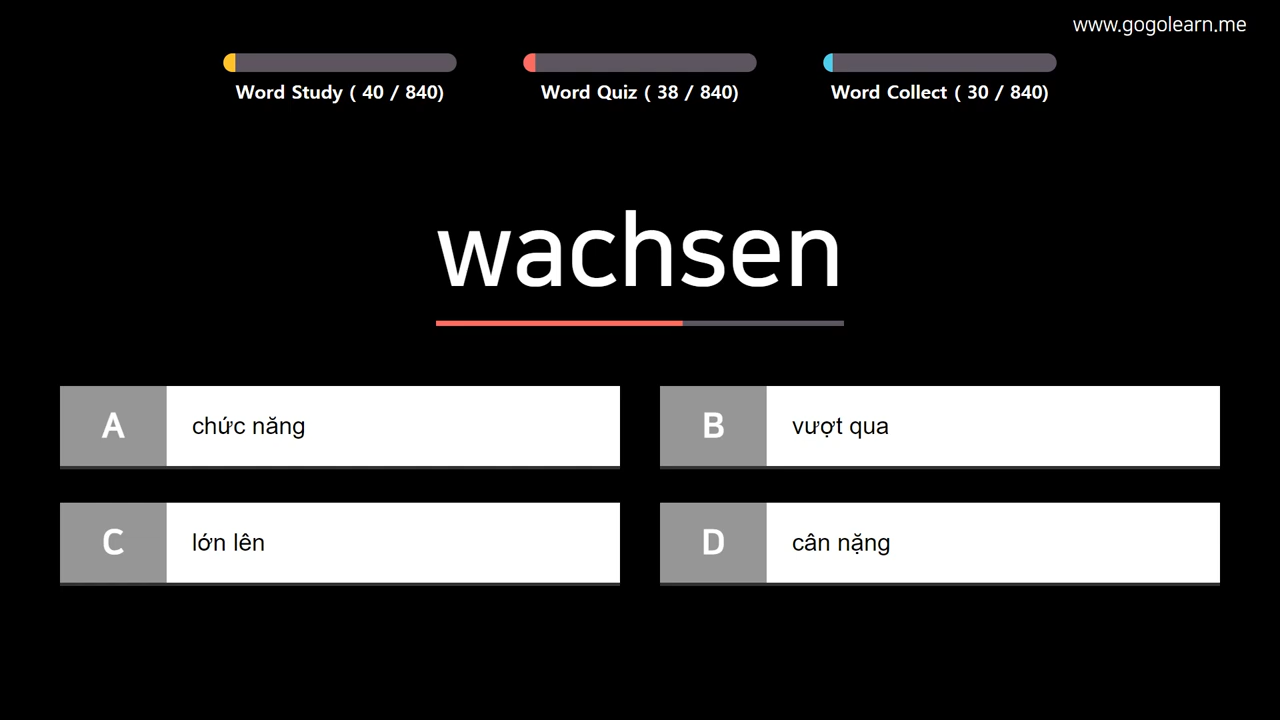 www.gogolearn.me
Word Study ( 40 / 840)
Word Quiz ( 38 / 840)
Word Collect ( 30 / 840)
wachsen
A chức năng
B vượt qua
C lớn lên
D cân nặng